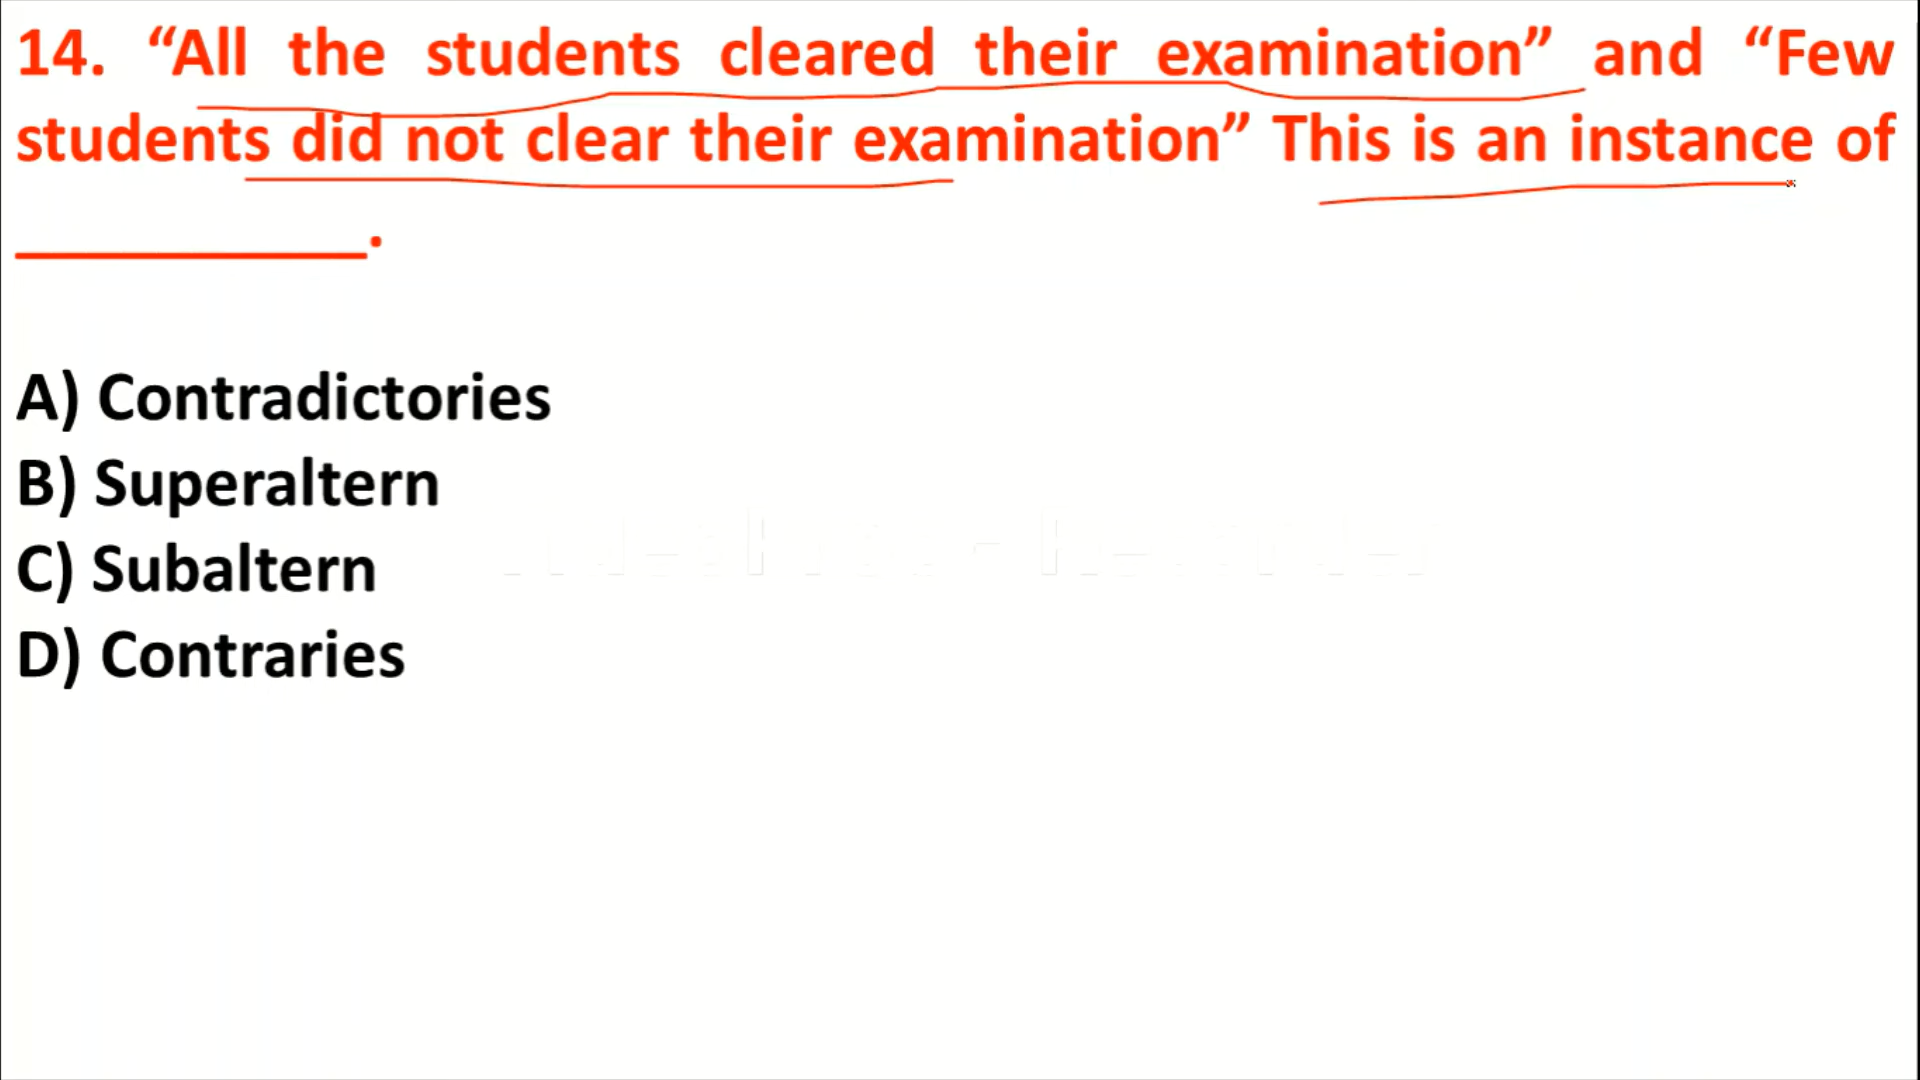 14. “All the students cleared their examination” and “Few
students did not clear their examination” This is an instance of
___________.
A) Contradictories
B) Superaltern
C) Subaltern
D) Contraries